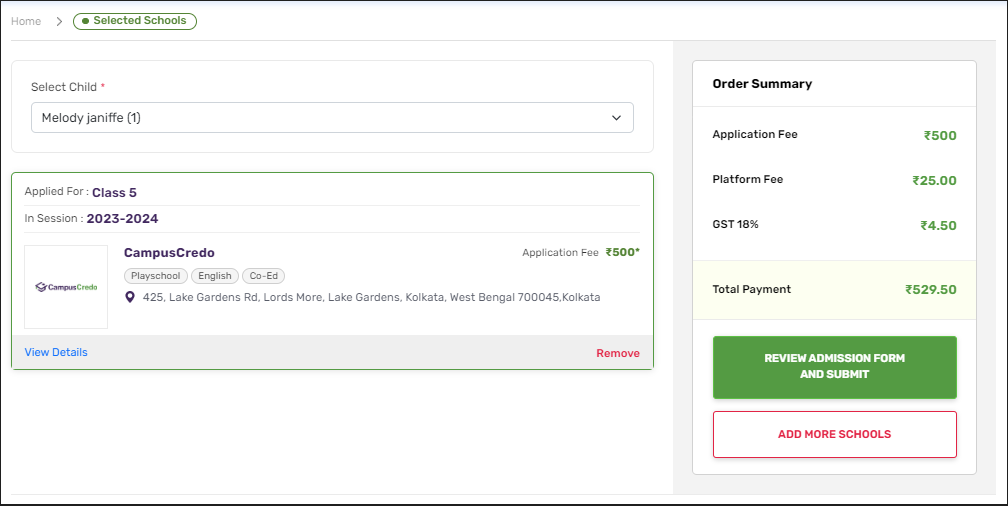 Home > Selected Schools
Select Child *
Melody janiffe (1)
Applied For : Class 5
In Session : 2023-2024
CampusCredo
CampusCredo
Application Fee ₹500*
Playschool English Co-Ed
425, Lake Gardens Rd, Lords More, Lake Gardens, Kolkata, West Bengal 700045,Kolkata
View Details
Remove
Order Summary
Application Fee ₹500
Platform Fee ₹25.00
GST 18% ₹4.50
Total Payment ₹529.50
REVIEW ADMISSION FORM
AND SUBMIT
ADD MORE SCHOOLS